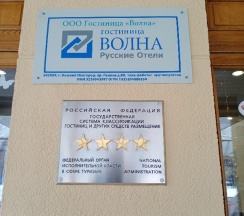 ООО Гостиница «Волна»
гостиница
ВОЛНА
Русские Отели
РОССИЙСКАЯ ФЕДЕРАЦИЯ
ГОСУДАРСТВЕННАЯ
СИСТЕМА КЛАССИФИКАЦИИ
ГОСТИНИЦ И ДРУГИХ СРЕДСТВ РАЗМЕЩЕНИЯ
ФЕДЕРАЛЬНЫЙ ОРГАН NATIONAL
ИСПОЛНИТЕЛЬНОЙ ВЛАСТИ TOURISM
В СФЕРЕ ТУРИЗМА ADMINISTRATION